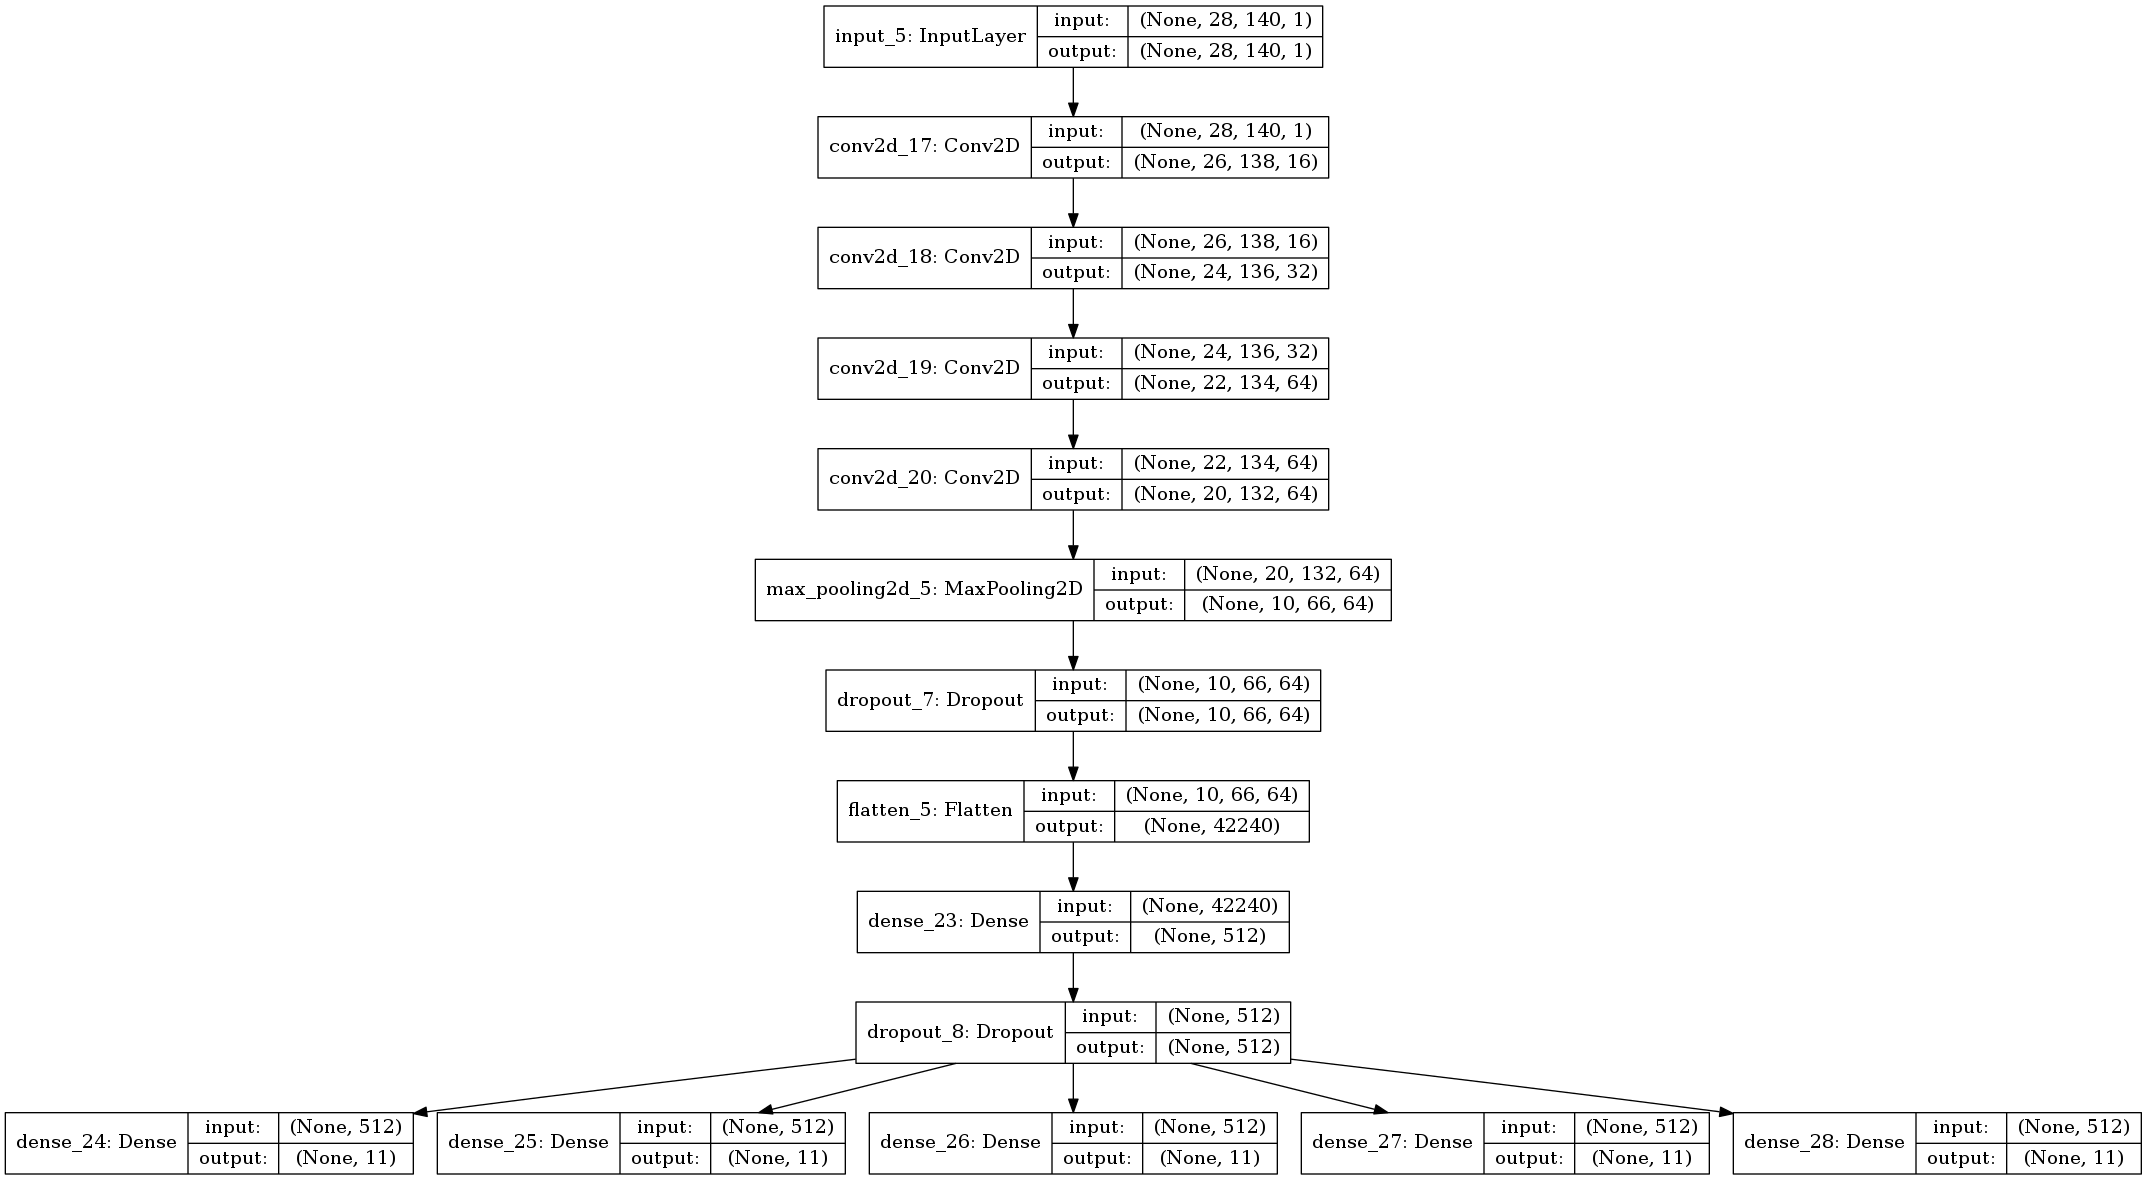 input_5: InputLayer
input: (None, 28, 140, 1)
output: (None, 28, 140, 1)
conv2d_17: Conv2D
input: (None, 28, 140, 1)
output: (None, 26, 138, 16)
conv2d_18: Conv2D
input: (None, 26, 138, 16)
output: (None, 24, 136, 32)
conv2d_19: Conv2D
input: (None, 24, 136, 32)
output: (None, 22, 134, 64)
conv2d_20: Conv2D
input: (None, 22, 134, 64)
output: (None, 20, 132, 64)
max_pooling2d_5: MaxPooling2D
input: (None, 20, 132, 64)
output: (None, 10, 66, 64)
dropout_7: Dropout
input: (None, 10, 66, 64)
output: (None, 10, 66, 64)
flatten_5: Flatten
input: (None, 10, 66, 64)
output: (None, 42240)
dense_23: Dense
input: (None, 42240)
output: (None, 512)
dropout_8: Dropout
input: (None, 512)
output: (None, 512)
dense_24: Dense
input: (None, 512)
output: (None, 11)
dense_25: Dense
input: (None, 512)
output: (None, 11)
dense_26: Dense
input: (None, 512)
output: (None, 11)
dense_27: Dense
input: (None, 512)
output: (None, 11)
dense_28: Dense
input: (None, 512)
output: (None, 11)